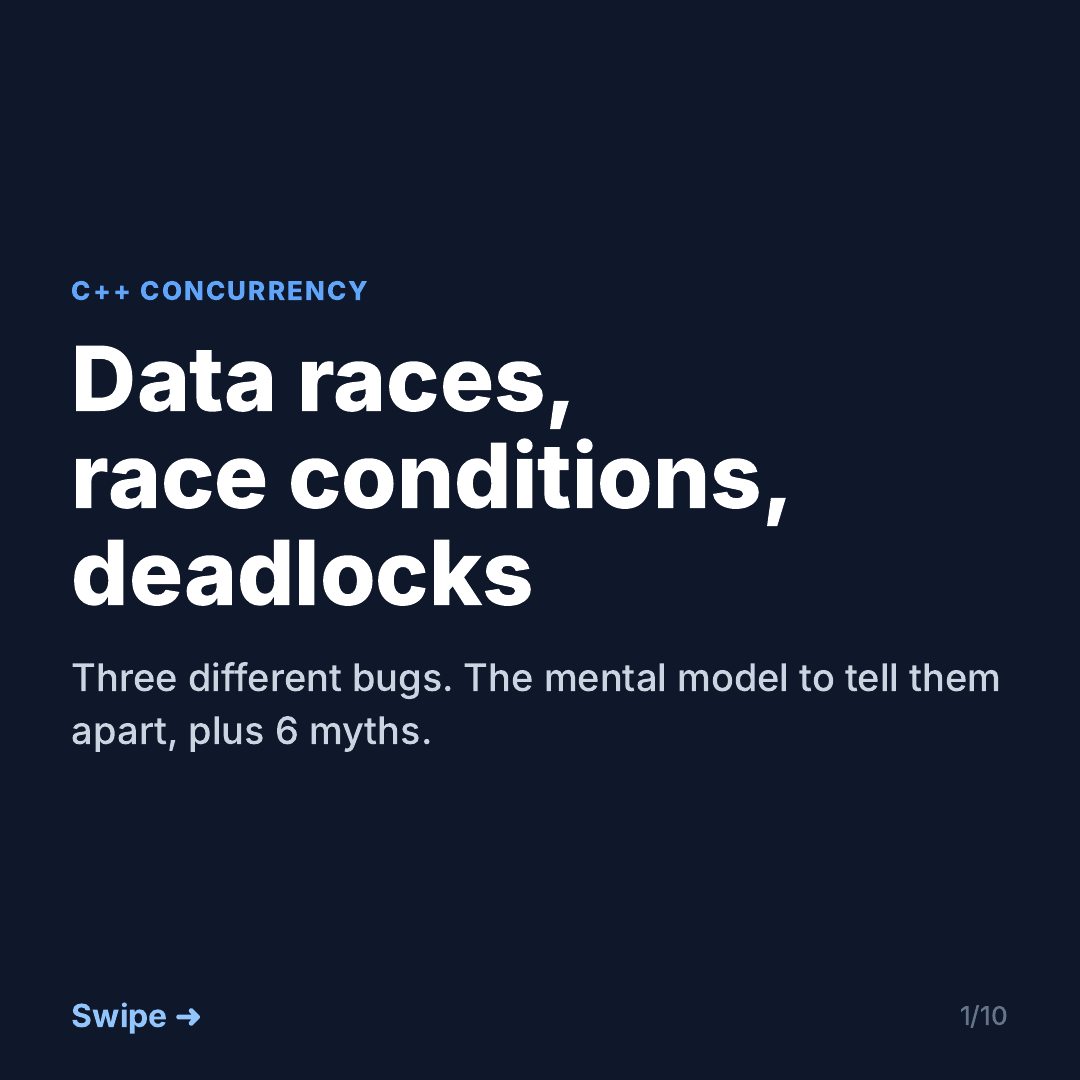 C++ CONCURRENCY
Data races,
race conditions,
deadlocks
Three different bugs. The mental model to tell them
apart, plus 6 myths.
Swipe ➜
1/10